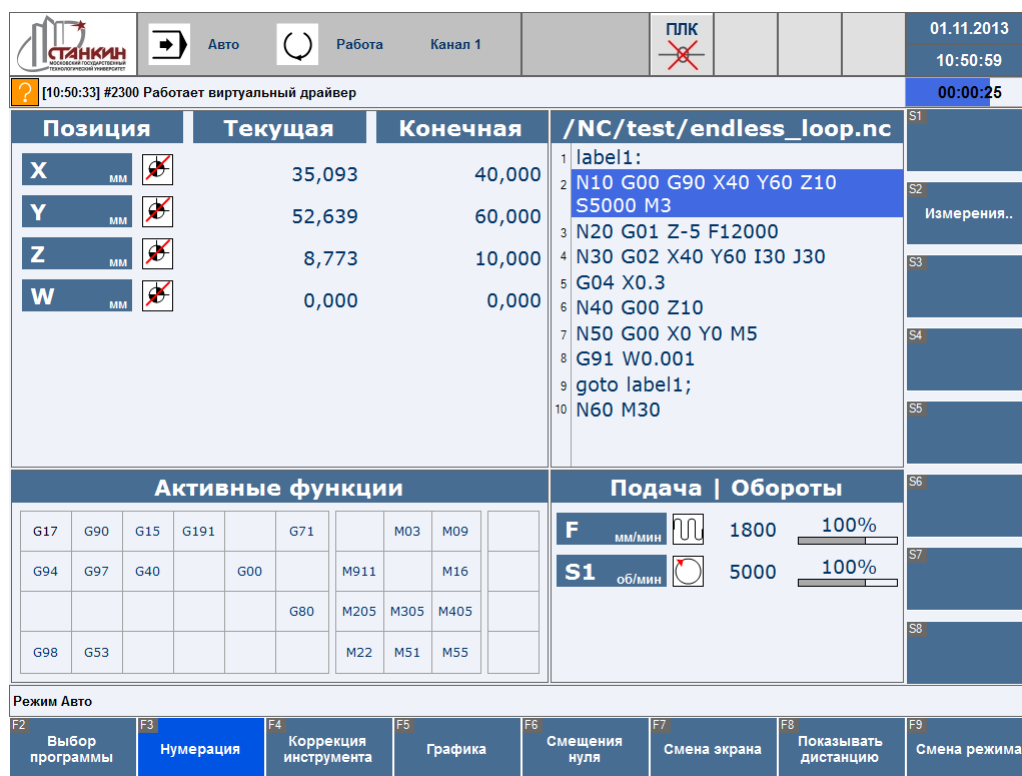 СТАНКИН
МОСКОВСКИЙ ГОСУДАРСТВЕННЫЙ
ТЕХНОЛОГИЧЕСКИЙ УНИВЕРСИТЕТ
Авто Работа Канал 1 ПЛК
01.11.2013
10:50:59
? [10:50:33] #2300 Работает виртуальный драйвер 00:00:25
Позиция Текущая Конечная
X мм 35,093 40,000
Y мм 52,639 60,000
Z мм 8,773 10,000
W мм 0,000 0,000
/NC/test/endless_loop.nc
1 label1:
2 N10 G00 G90 X40 Y60 Z10
S5000 M3
3 N20 G01 Z-5 F12000
4 N30 G02 X40 Y60 I30 J30
5 G04 X0.3
6 N40 G00 Z10
7 N50 G00 X0 Y0 M5
8 G91 W0.001
9 goto label1;
10 N60 M30
S1
S2
Измерения..
S3
S4
S5
S6
S7
S8
Активные функции
G17 G90 G15 G191 G71 M03 M09
G94 G97 G40 G00 M911 M16
G80 M205 M305 M405
G98 G53 M22 M51 M55
Подача | Обороты
F мм/мин 1800 100%
S1 об/мин 5000 100%
Режим Авто
F2 Выбор
программы
F3 Нумерация
F4 Коррекция
инструмента
F5 Графика
F6 Смещения
нуля
F7 Смена экрана
F8 Показывать
дистанцию
F9 Смена режима